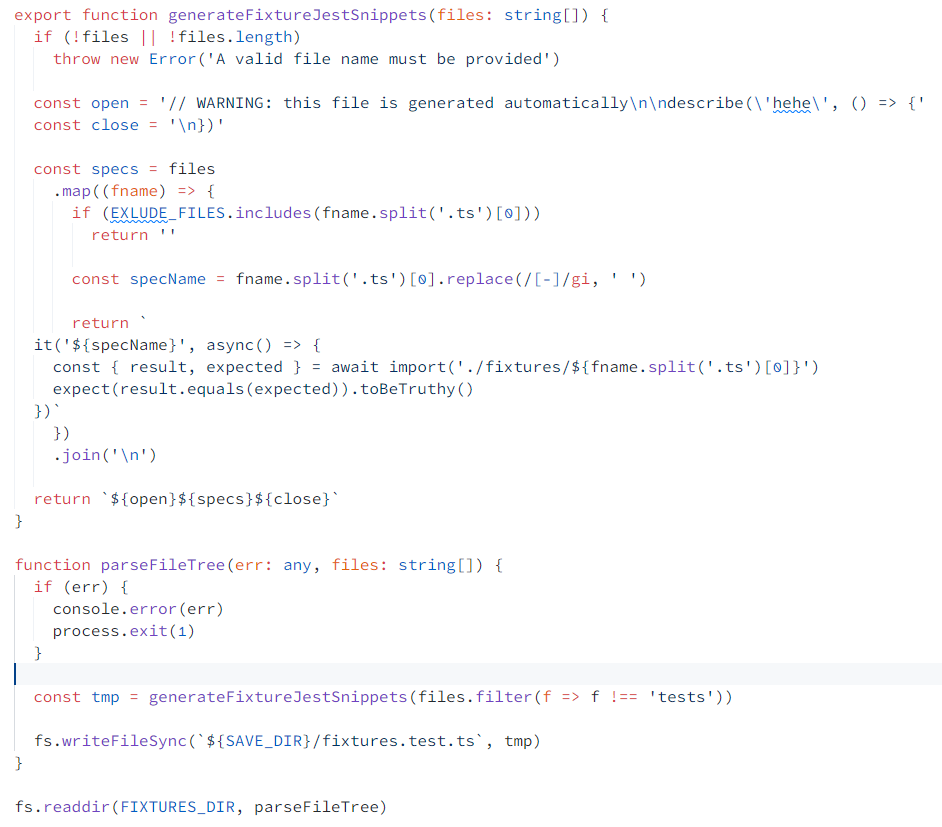 export function generateFixtureJestSnippets(files: string[]) {
  if (!files || !files.length)
    throw new Error('A valid file name must be provided')

  const open = '// WARNING: this file is generated automatically\n\ndescribe(\'hehe\', () => {'
  const close = '\n})'

  const specs = files
    .map((fname) => {
      if (EXLUDE_FILES.includes(fname.split('.ts')[0]))
        return ''

      const specName = fname.split('.ts')[0].replace(/[-]/gi, ' ')

      return `
  it('${specName}', async() => {
    const { result, expected } = await import('./fixtures/${fname.split('.ts')[0]}')
    expect(result.equals(expected)).toBeTruthy()
  })`
    })
    .join('\n')

  return `${open}${specs}${close}`
}

function parseFileTree(err: any, files: string[]) {
  if (err) {
    console.error(err)
    process.exit(1)
  }

  const tmp = generateFixtureJestSnippets(files.filter(f => f !== 'tests'))

  fs.writeFileSync(`${SAVE_DIR}/fixtures.test.ts`, tmp)
}

fs.readdir(FIXTURES_DIR, parseFileTree)